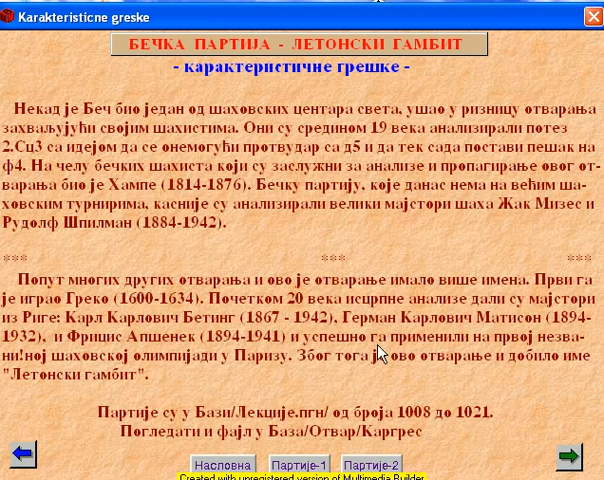 Karakteristicne greske
БЕЧКА ПАРТИЈА - ЛЕТОНСКИ ГАМБИТ
- карактеристичне грешке -
Некад је Беч био један од шаховских центара света, ушао у ризницу отварања
захваљујући својим шахистима. Они су средином 19 века анализирали потез
2.Сц3 са идејом да се онемогући протвудар са д5 и да тек сада постави пешак на
ф4. На челу бечких шахиста који су заслужни за анализе и пропагирање овог от-
варања био је Хампе (1814-1876). Бечку партију, које данас нема на већим ша-
ховским турнирима, касније су анализирали велики мајстори шаха Жак Мизес и
Рудолф Шпилман (1884-1942).
*** *** ***
Попут многих других отварања и ово је отварање имало више имена. Први га
је играо Греко (1600-1634). Почетком 20 века исцрпне анализе дали су мајстори
из Риге: Карл Карлович Бетинг (1867 - 1942), Герман Карлович Матисон (1894-
1932), и Фрицис Апшенек (1894-1941) и успешно га применили на првој незва-
ни!ној шаховској олимпијади у Паризу. Због тога је ово отварање и добило име
"Летонски гамбит".
Партије су у Бази/Лекције.пгн/ од броја 1008 до 1021.
Погледати и фајл у База/Отвар/Каргрес
Насловна Партије-1 Партије-2
Created with unregistered version of Multimedia Builder